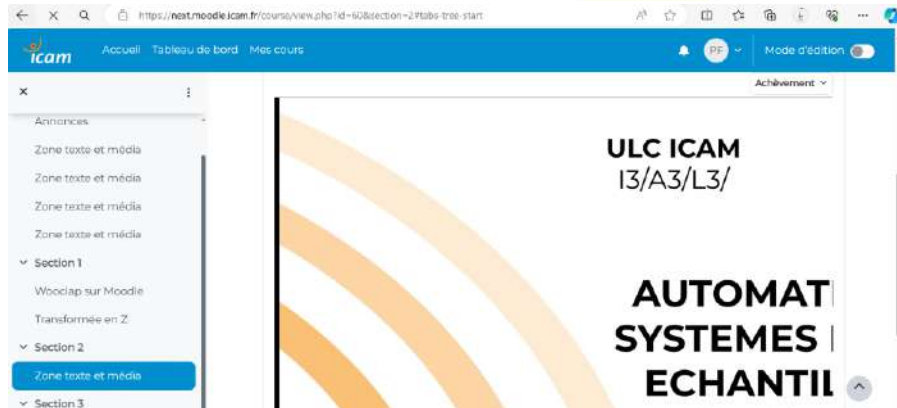 https://nest.moodle.icam.fr/course/view.php?id=60&section=2#tabs-tree-start
icam
Accueil Tableau de bord Mes cours
PF
Mode d'édition
Achèvement
Annonces
Zone texte et média
Zone texte et média
Zone texte et média
Zone texte et média
Section 1
Wooclap sur Moodle
Transformée en Z
Section 2
Zone texte et média
Section 3
ULC ICAM
I3/A3/L3/
AUTOMATI
SYSTEMES
ECHANTIL